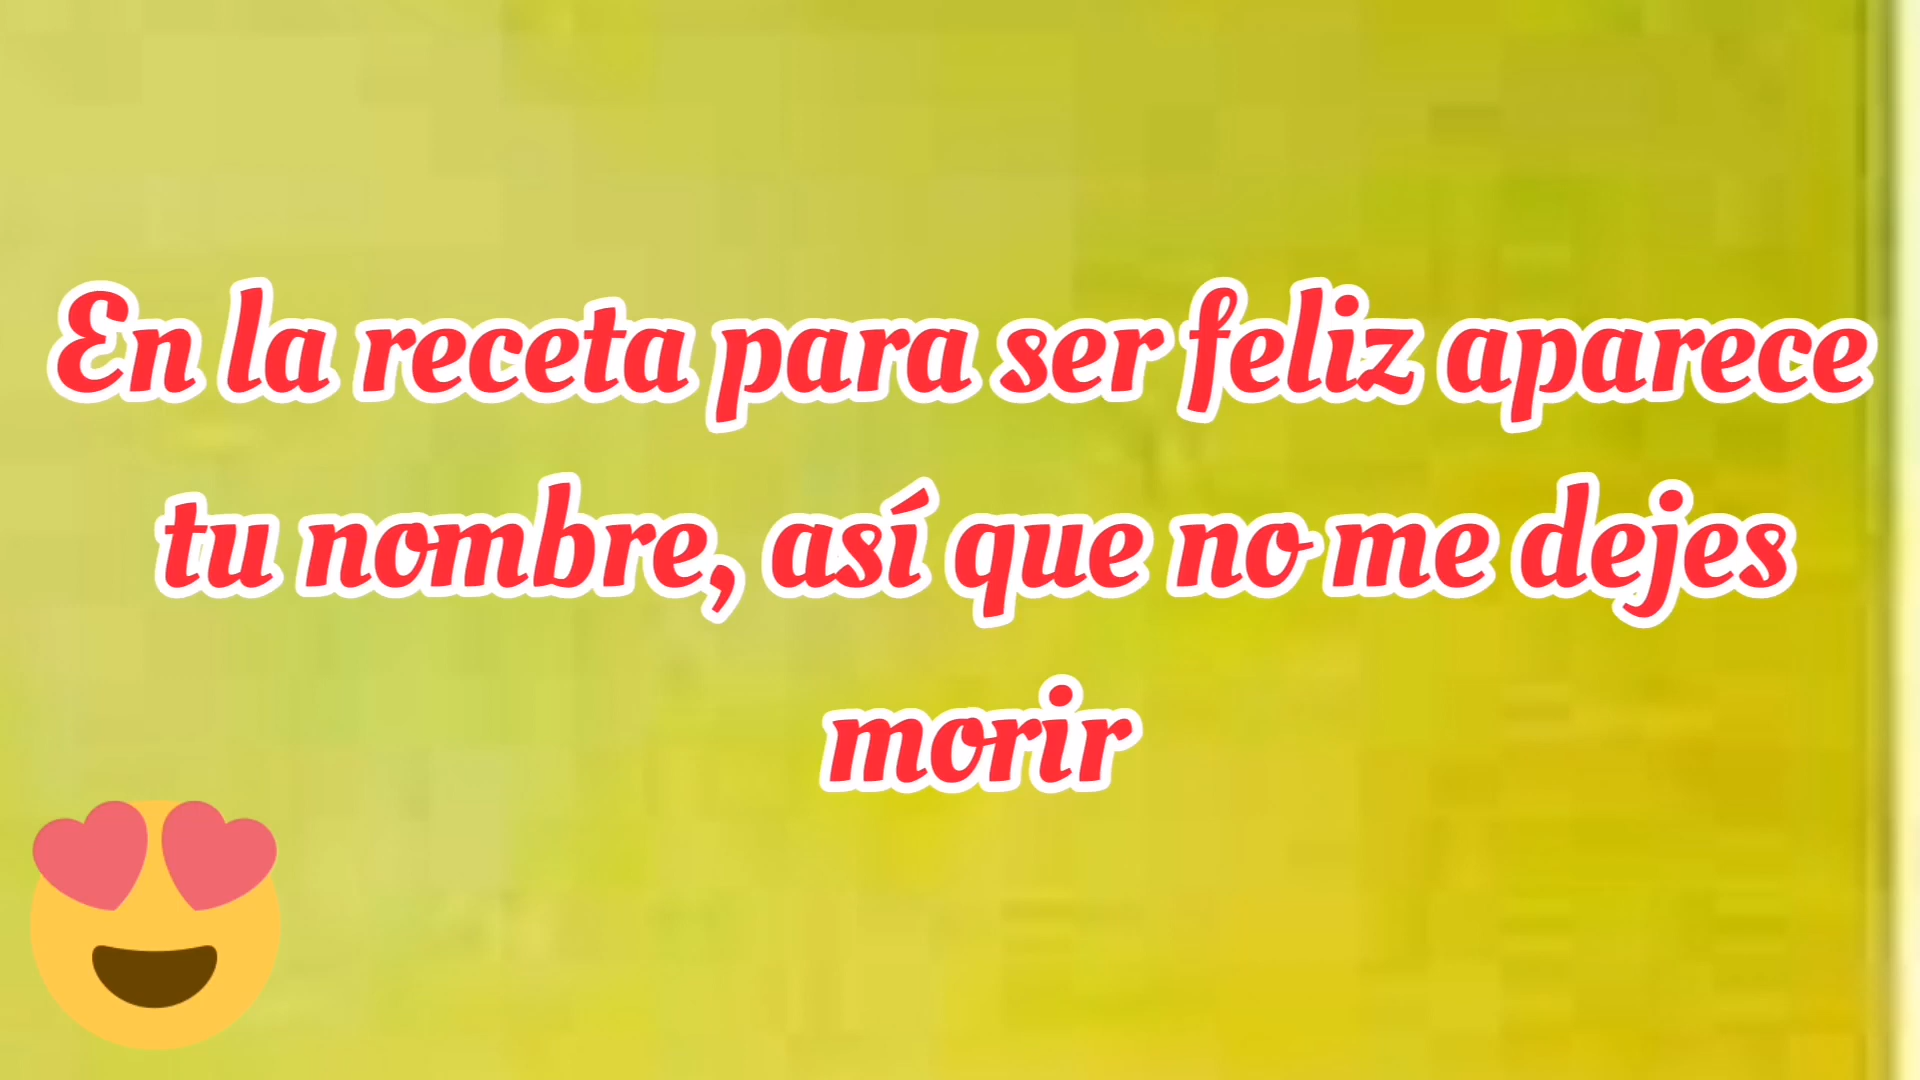 En la receta para ser feliz aparece
tu nombre, así que no me dejes
morir